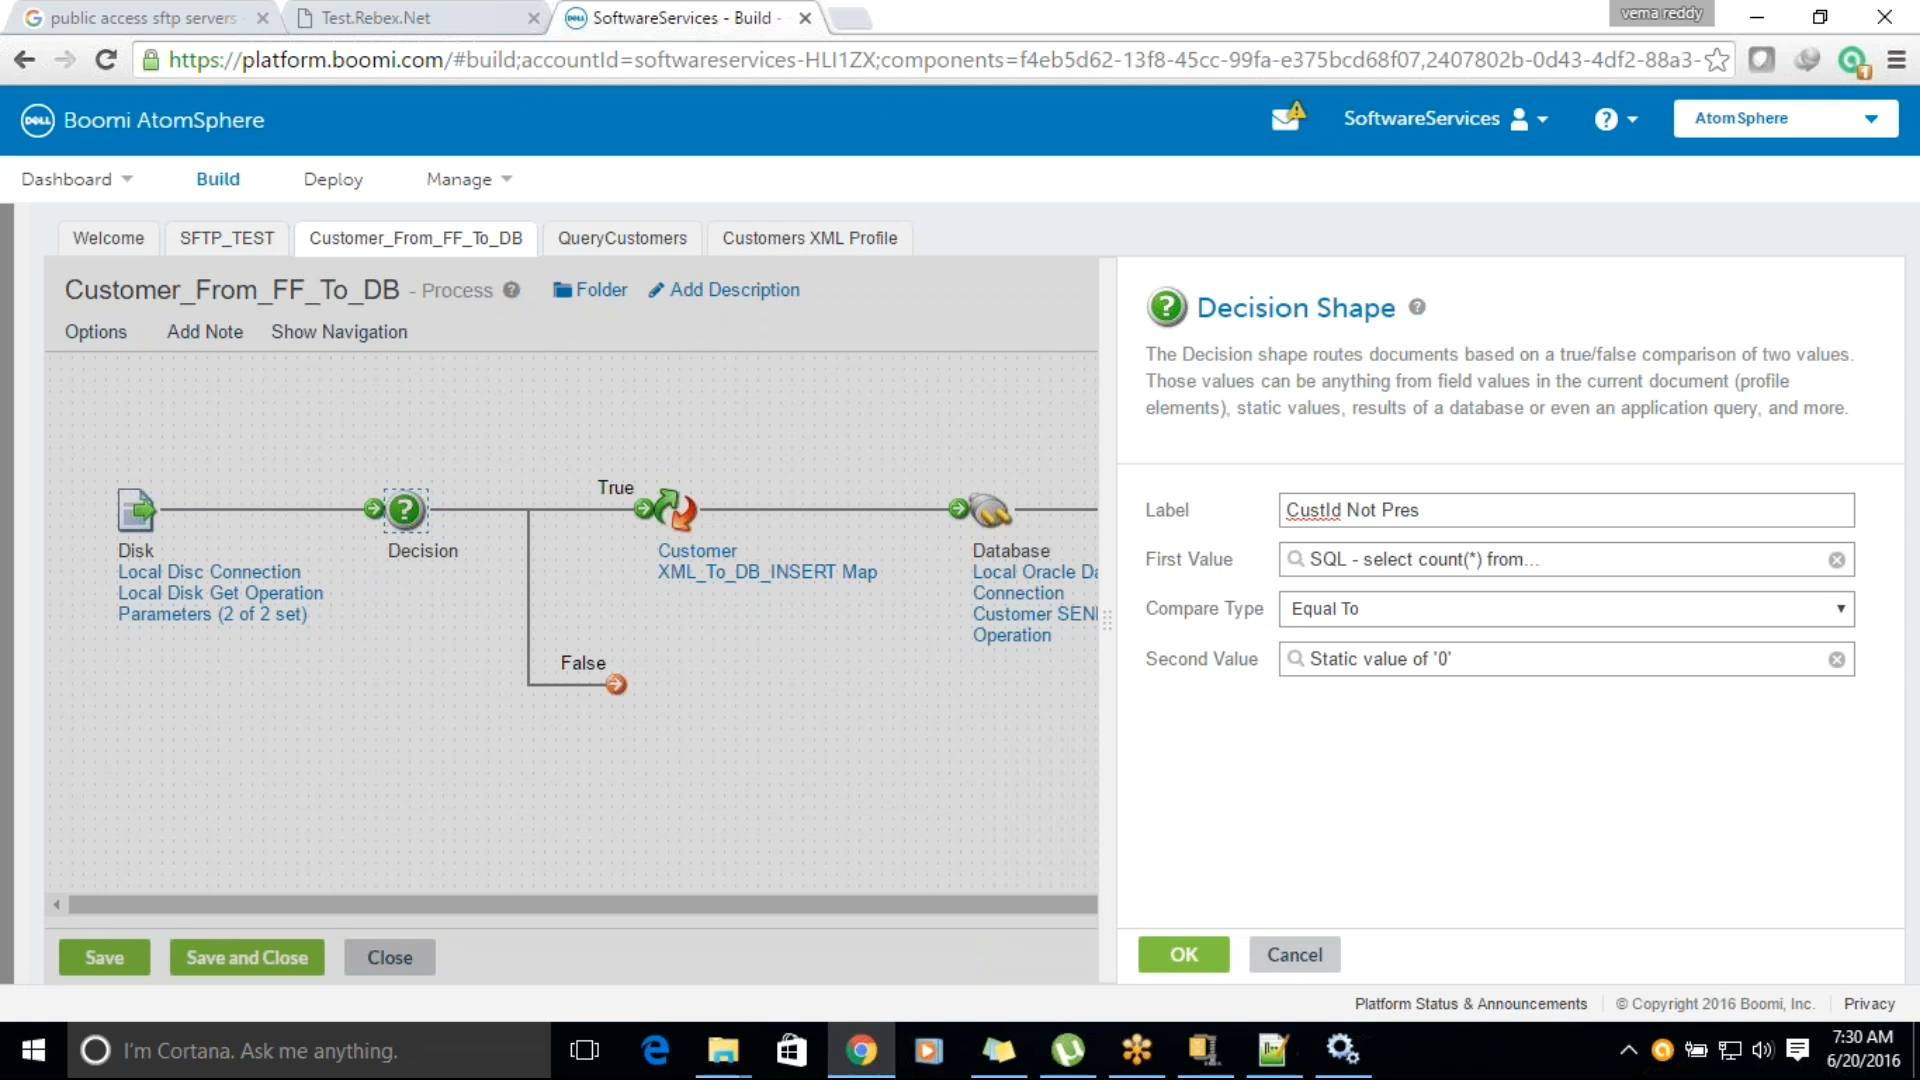 public access sftp servers
Test.Rebex.Net
SoftwareServices - Build -
vema reddy
https://platform.boomi.com/#build;accountId=softwareservices-HLI1ZX;components=f4eb5d62-13f8-45cc-99fa-e375bcd68f07,2407802b-0d43-4df2-88a3-
DELL
Boomi AtomSphere
SoftwareServices
AtomSphere
Dashboard
Build
Deploy
Manage
Welcome
SFTP_TEST
Customer_From_FF_To_DB
QueryCustomers
Customers XML Profile
Customer_From_FF_To_DB - Process
Folder
Add Description
Options
Add Note
Show Navigation
True
Disk
Local Disc Connection
Local Disk Get Operation
Parameters (2 of 2 set)
Decision
Customer
XML_To_DB_INSERT Map
Database
Local Oracle Da
Connection
Customer SEN
Operation
False
Save
Save and Close
Close
Decision Shape
The Decision shape routes documents based on a true/false comparison of two values.
Those values can be anything from field values in the current document (profile
elements), static values, results of a database or even an application query, and more.
Label
CustId Not Pres
First Value
SQL - select count(*) from...
Compare Type
Equal To
Second Value
Static value of '0'
OK
Cancel
Platform Status & Announcements
© Copyright 2016 Boomi, Inc.
Privacy
I'm Cortana. Ask me anything.
7:30 AM
6/20/2016